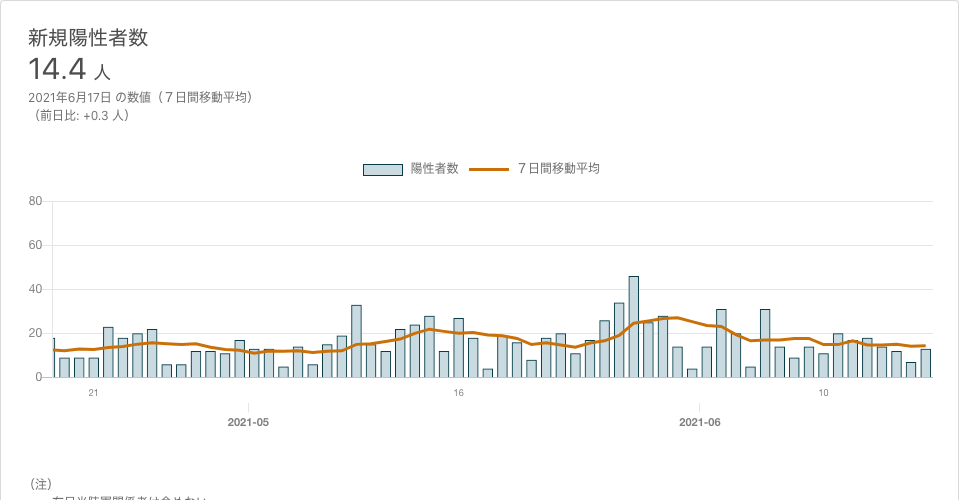 新規陽性者数
14.4 人
2021年6月17日 の数値（７日間移動平均）
（前日比: +0.3 人）
陽性者数 ７日間移動平均
80
60
40
20
0
21 16 10
2021-05 2021-06
（注）